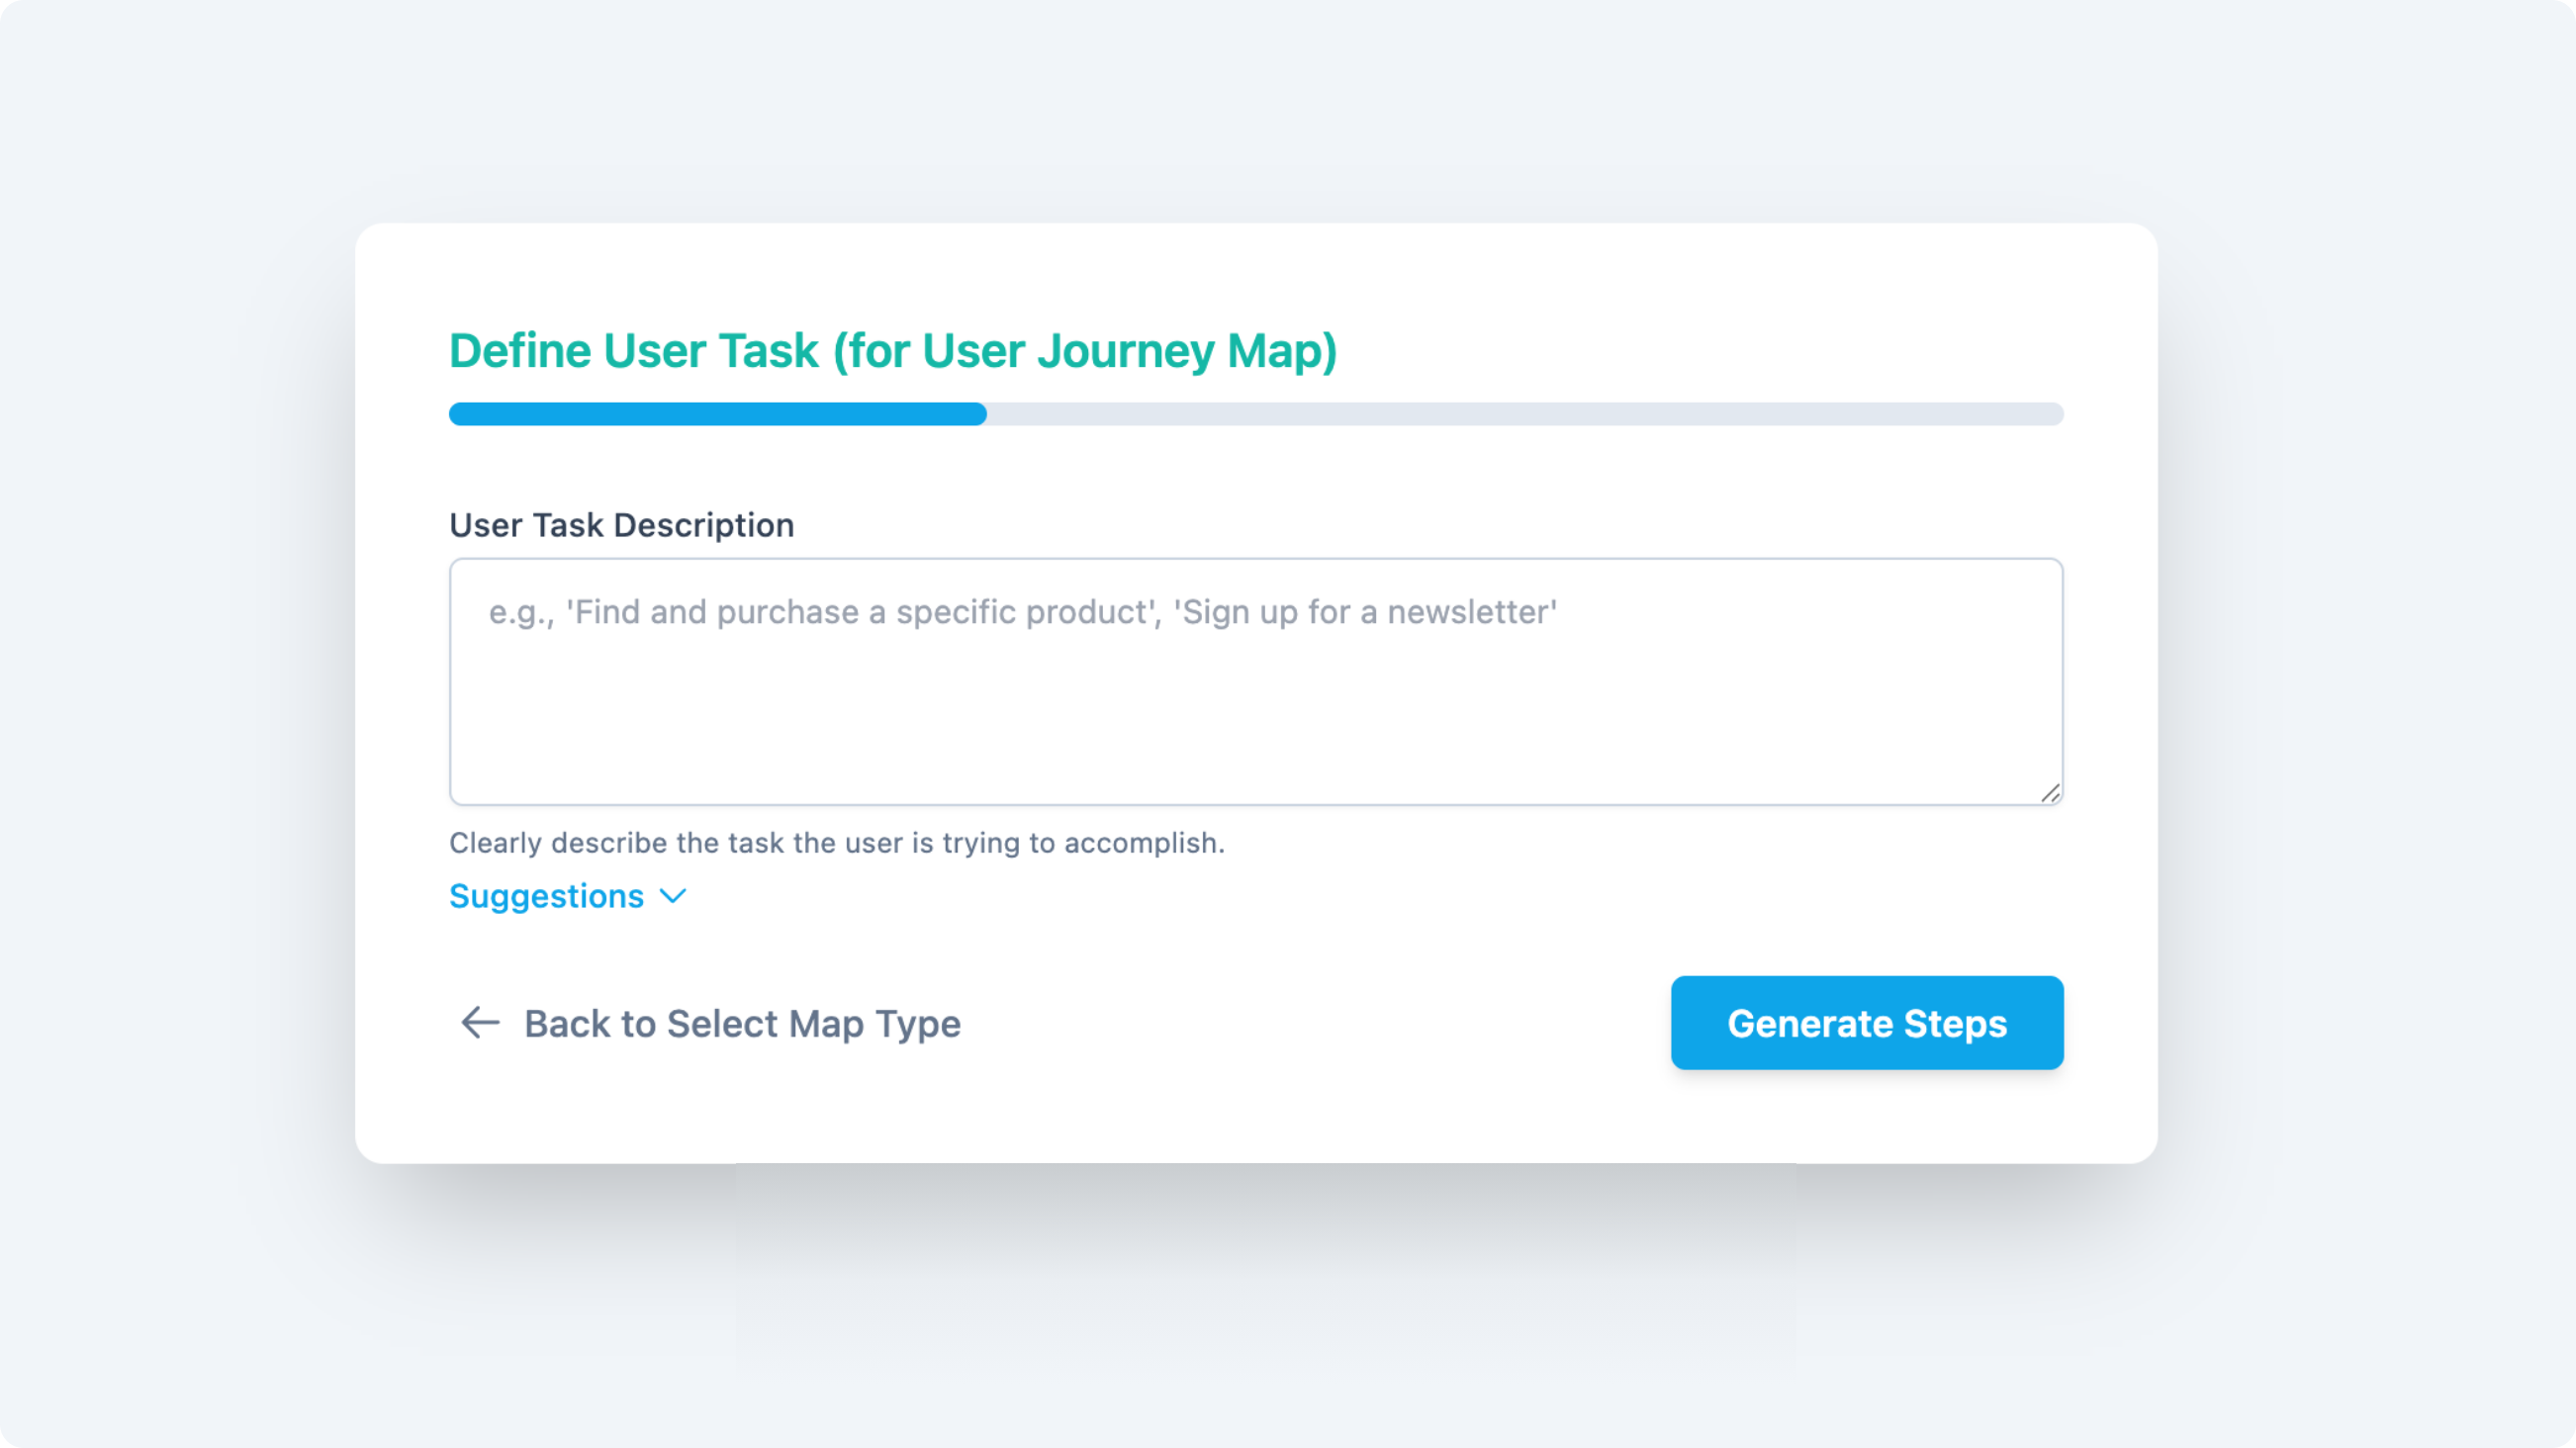 Define User Task (for User Journey Map)
User Task Description
e.g., 'Find and purchase a specific product', 'Sign up for a newsletter'
Clearly describe the task the user is trying to accomplish.
Suggestions
Back to Select Map Type
Generate Steps